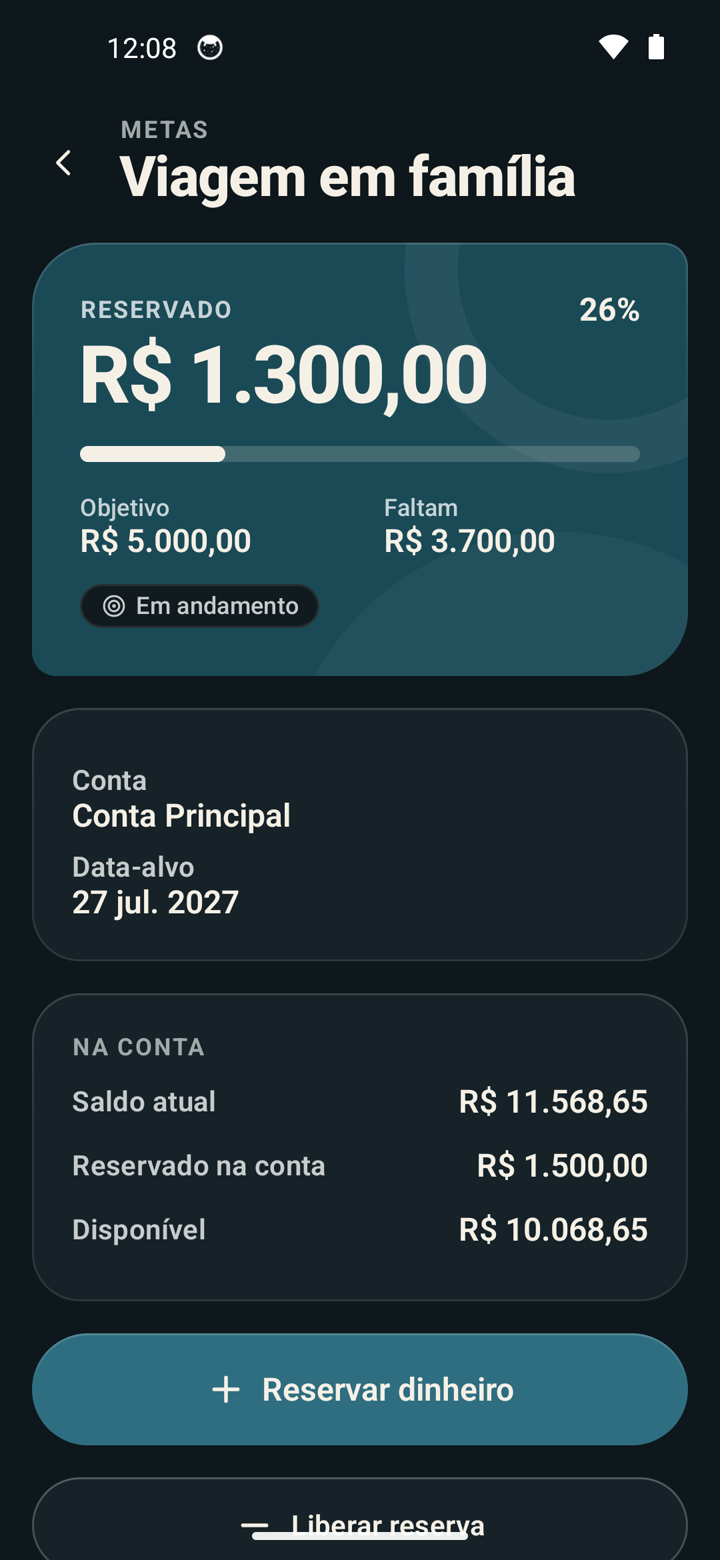 12:08
METAS
Viagem em família
RESERVADO 26%
R$ 1.300,00
Objetivo Faltam
R$ 5.000,00 R$ 3.700,00
Em andamento
Conta
Conta Principal
Data-alvo
27 jul. 2027
NA CONTA
Saldo atual R$ 11.568,65
Reservado na conta R$ 1.500,00
Disponível R$ 10.068,65
Reservar dinheiro
Liberar reserva